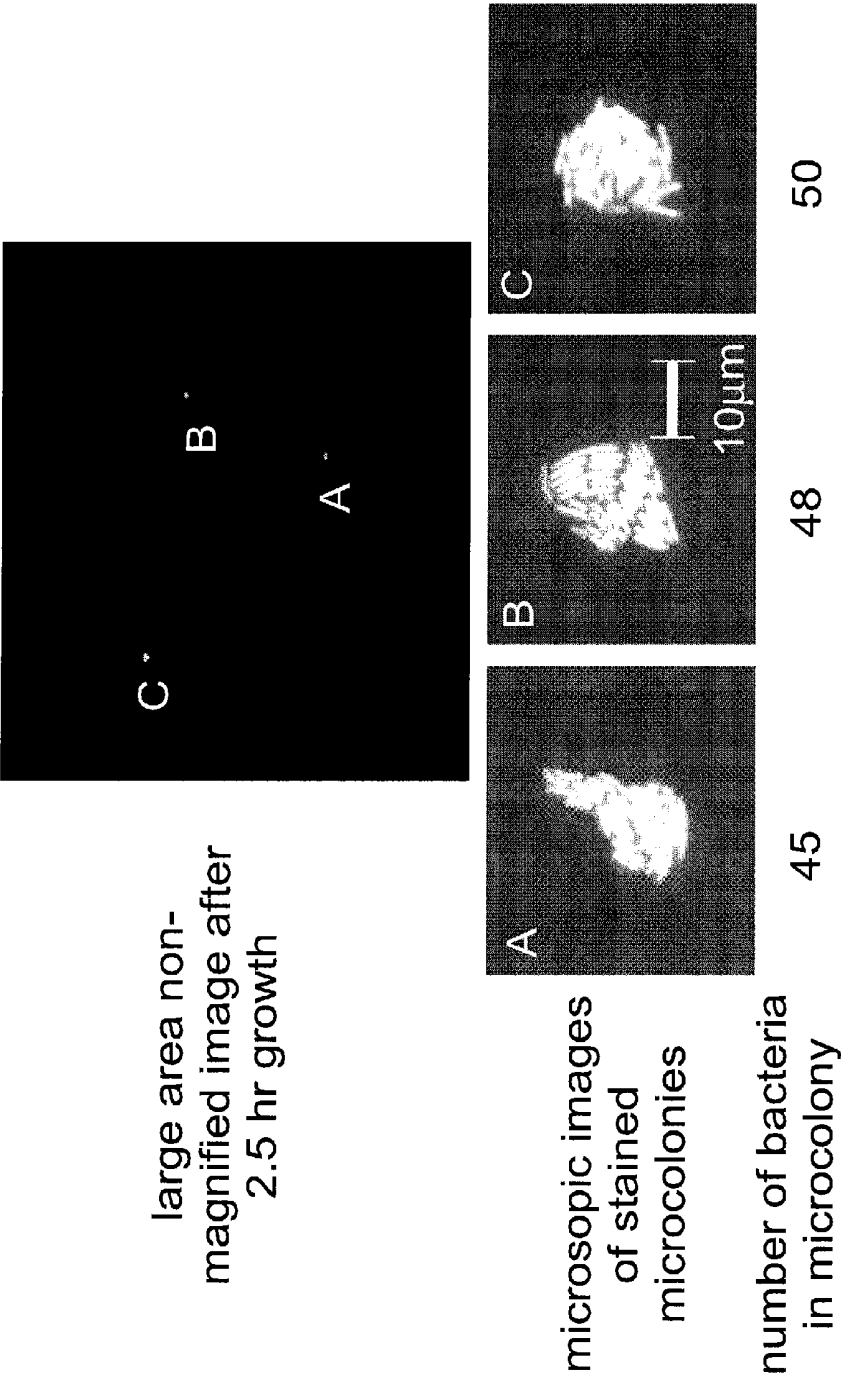 large area non-
magnified image after
2.5 hr growth
C
B
A
microsopic images
of stained
microcolonies
A
B
10µm
C
number of bacteria
in microcolony
45
48
50